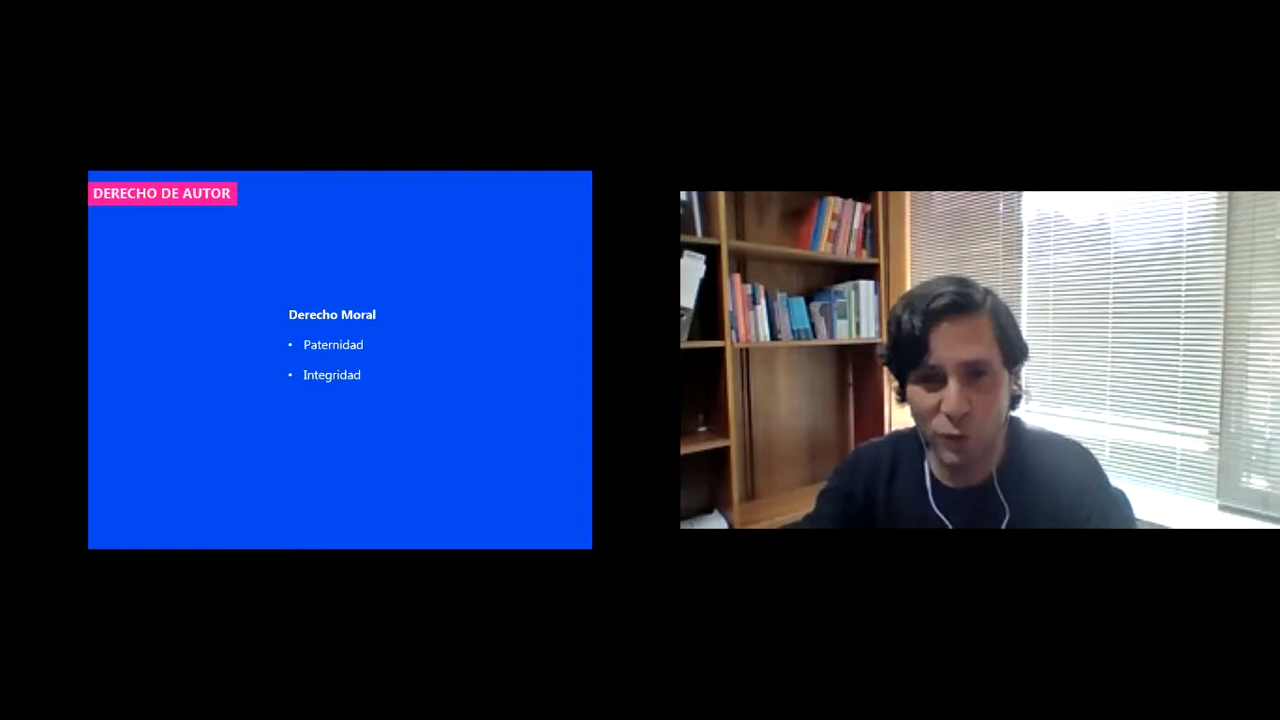 DERECHO DE AUTOR
Derecho Moral
• Paternidad
• Integridad